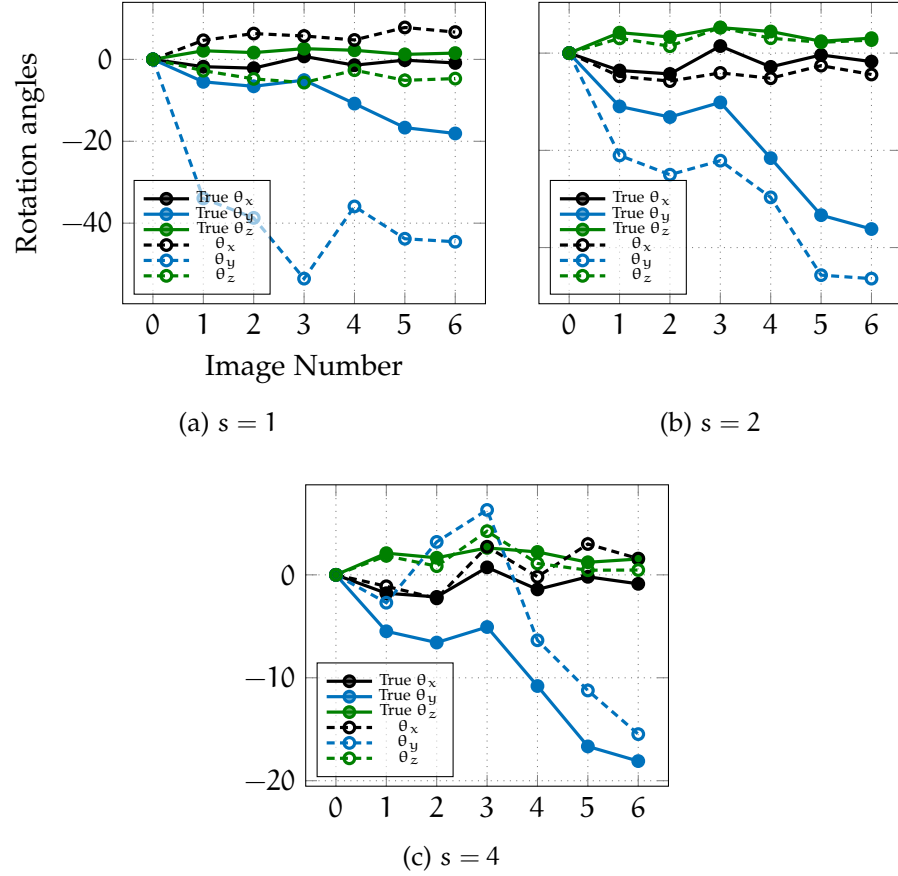 Rotation angles
0
−20
−40
True θx
True θy
True θz
θx
θy
θz
0 1 2 3 4 5 6
Image Number
(a) s = 1
True θx
True θy
True θz
θx
θy
θz
0 1 2 3 4 5 6
(b) s = 2
0
−10
−20
True θx
True θy
True θz
θx
θy
θz
0 1 2 3 4 5 6
(c) s = 4